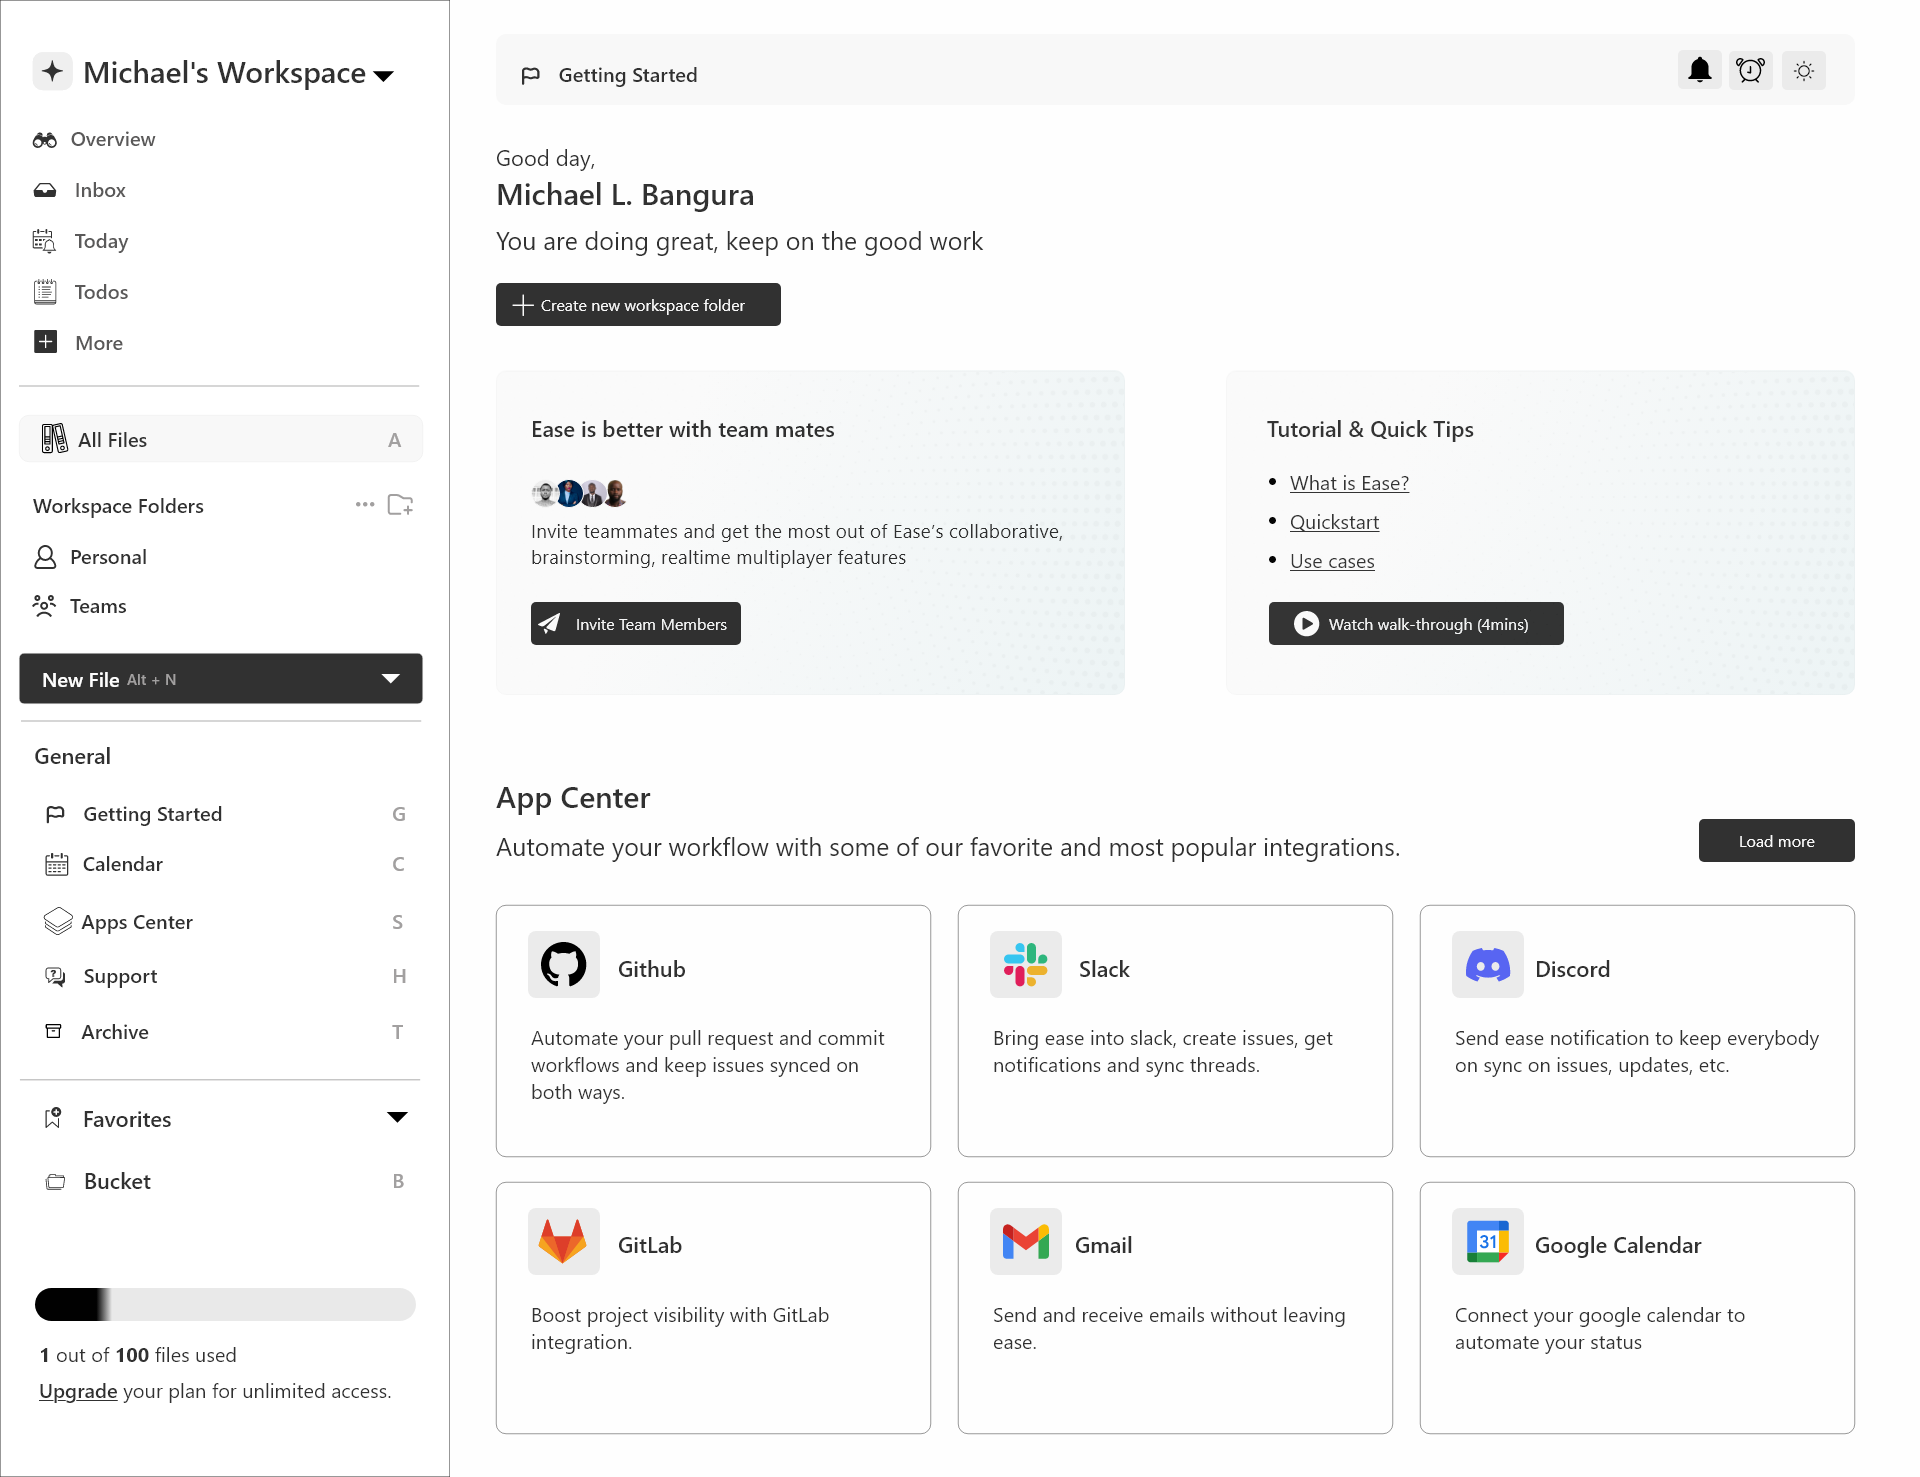 Michael's Workspace
Overview
Inbox
Today
Todos
More
All Files A
Workspace Folders
Personal
Teams
New File Alt + N
General
Getting Started G
Calendar C
Apps Center S
Support H
Archive T
Favorites
Bucket B
1 out of 100 files used
Upgrade your plan for unlimited access.
Getting Started
Good day,
Michael L. Bangura
You are doing great, keep on the good work
Create new workspace folder
Ease is better with team mates
Invite teammates and get the most out of Ease’s collaborative,
brainstorming, realtime multiplayer features
Invite Team Members
Tutorial & Quick Tips
What is Ease?
Quickstart
Use cases
Watch walk-through (4mins)
App Center
Automate your workflow with some of our favorite and most popular integrations.
Load more
Github
Automate your pull request and commit
workflows and keep issues synced on
both ways.
Slack
Bring ease into slack, create issues, get
notifications and sync threads.
Discord
Send ease notification to keep everybody
on sync on issues, updates, etc.
GitLab
Boost project visibility with GitLab
integration.
Gmail
Send and receive emails without leaving
ease.
31
Google Calendar
Connect your google calendar to
automate your status